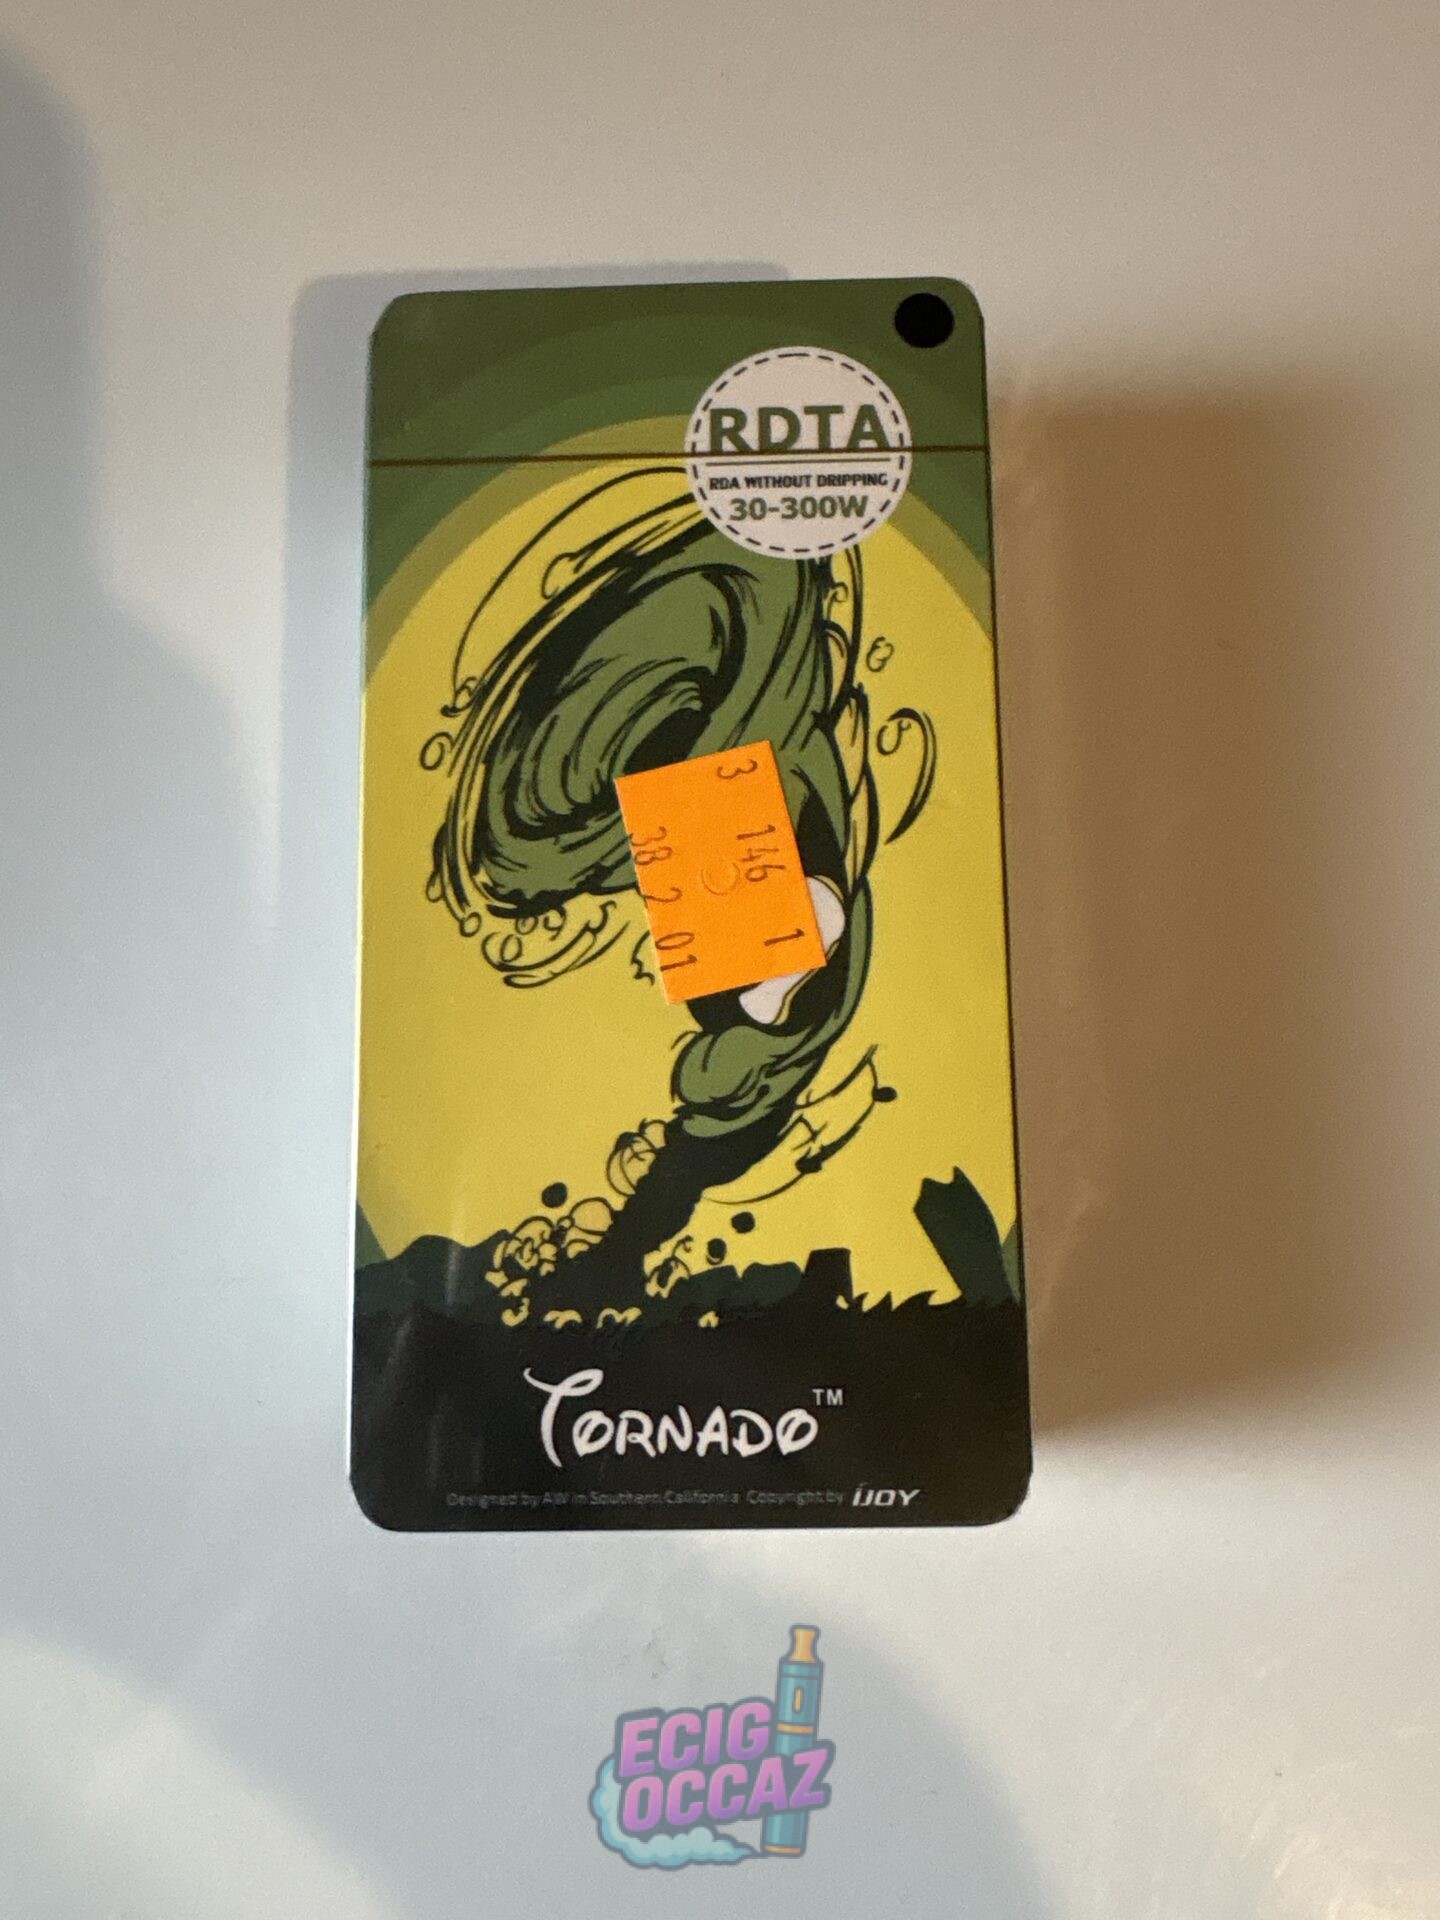 RDTA
RDA WITHOUT DRIPPING
30-300W
3 146 1
38 2 01
TORNADO™
Designed by AW in Southern California Copyright by iJOY
ECIG
OCCAZ